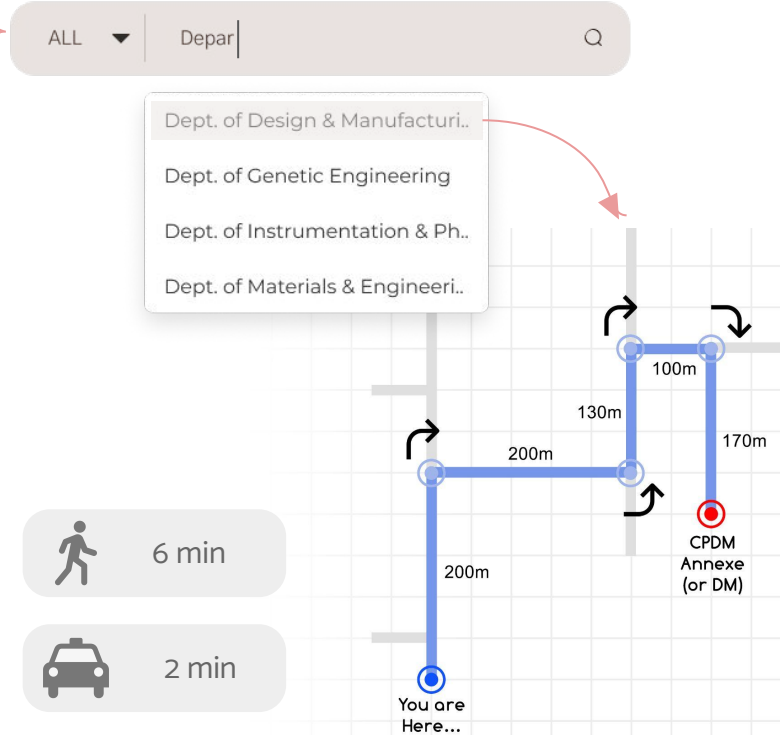 ALL
Depar
Dept. of Design & Manufacturi..
Dept. of Genetic Engineering
Dept. of Instrumentation & Ph..
Dept. of Materials & Engineeri..
100m
130m
170m
200m
CPDM
Annexe
(or DM)
6 min
200m
2 min
You are
Here...